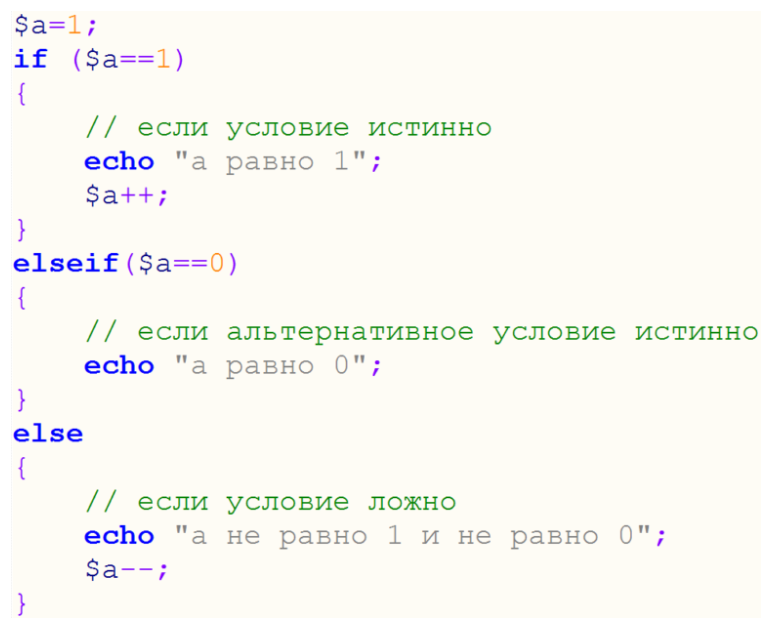 $a=1;
if ($a==1)
{
    // если условие истинно
    echo "а равно 1";
    $a++;
}
elseif($a==0)
{
    // если альтернативное условие истинно
    echo "а равно 0";
}
else
{
    // если условие ложно
    echo "а не равно 1 и не равно 0";
    $a--;
}